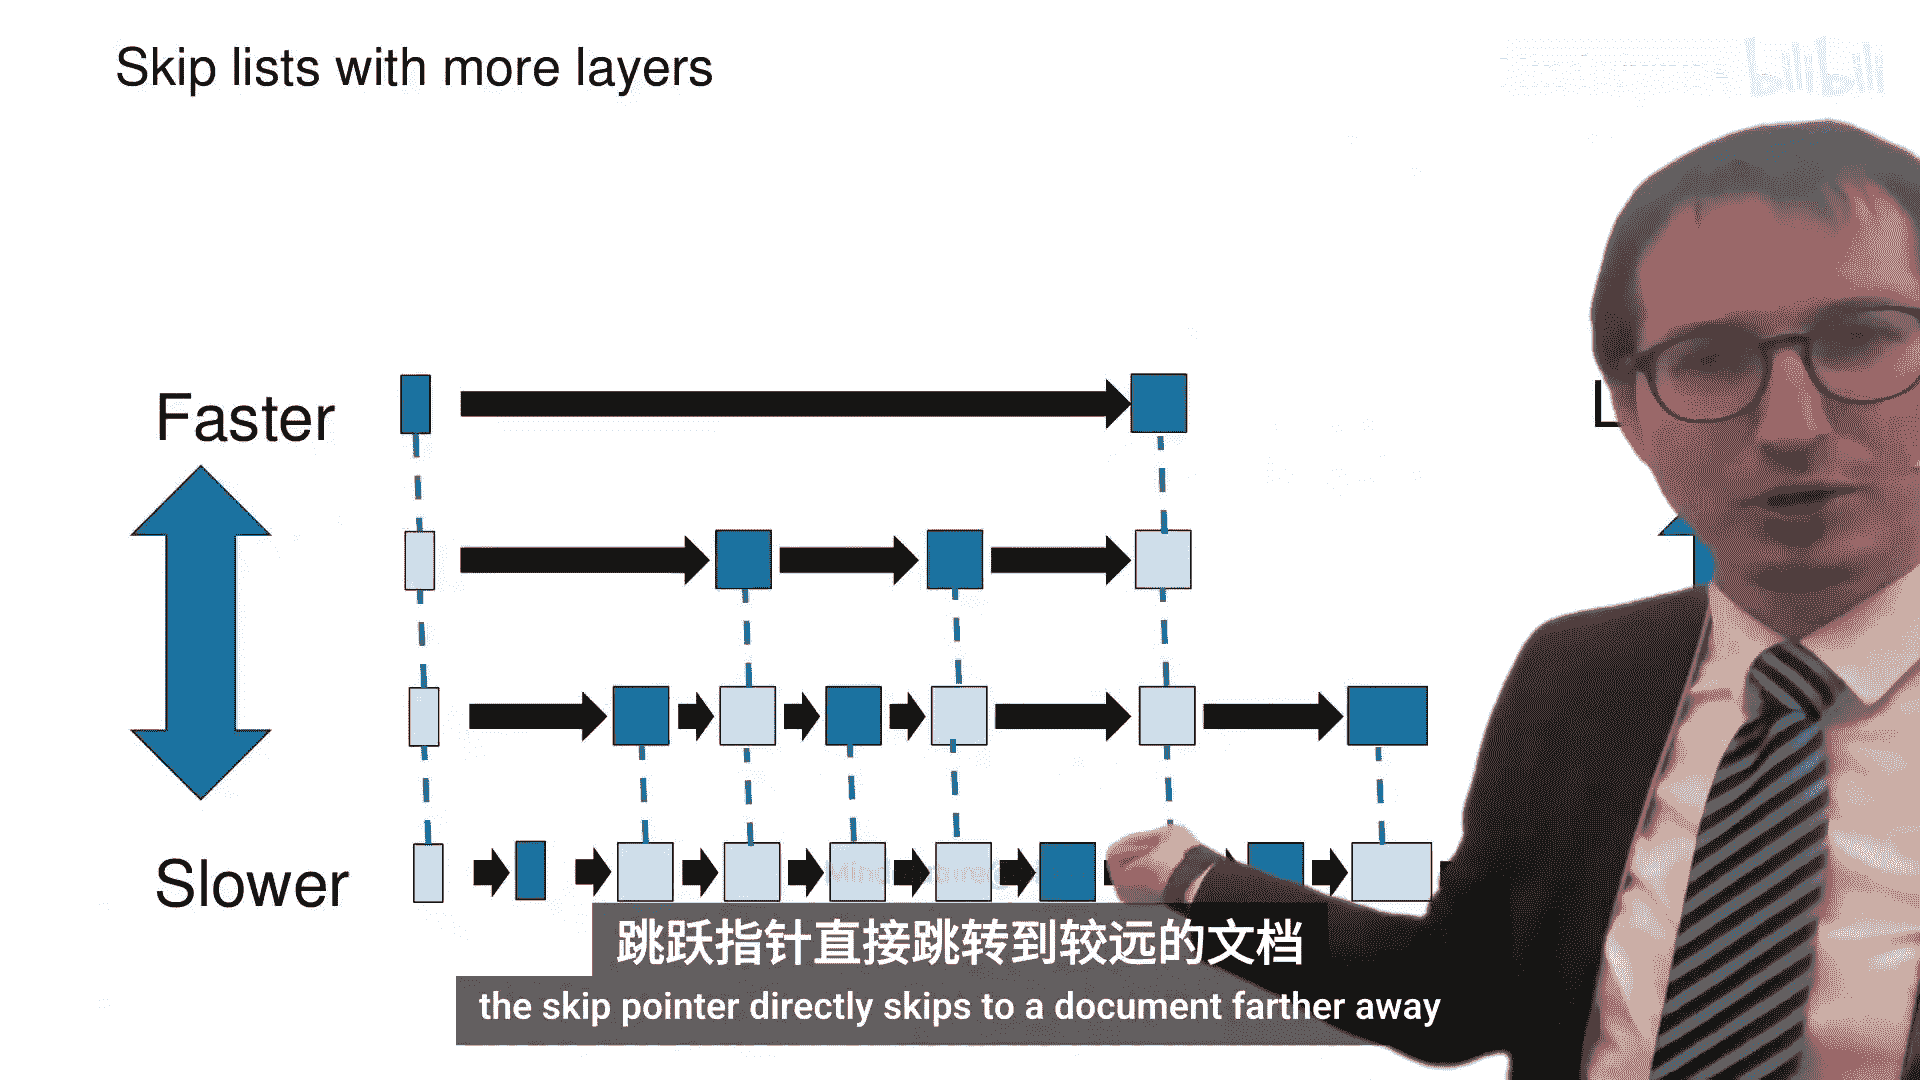 Skip lists with more layers
bilibili
Faster
Slower
跳跃指针直接跳转到较远的文档
the skip pointer directly skips to a document farther away